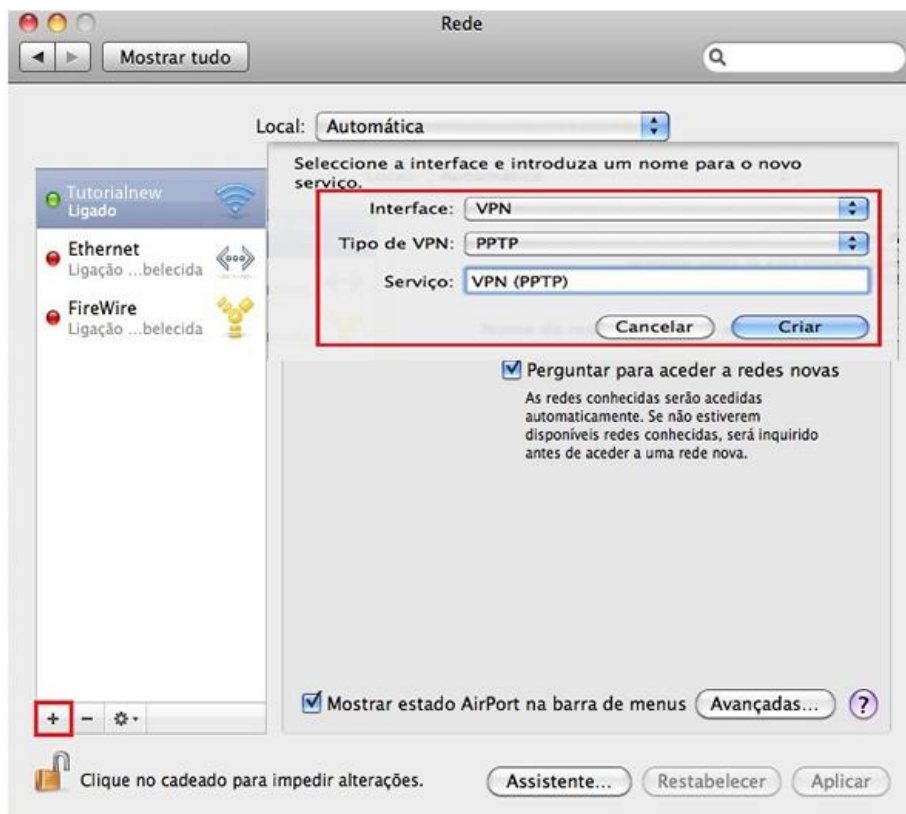 Rede
Mostrar tudo
Local: Automática
Seleccione a interface e introduza um nome para o novo
serviço.
Interface: VPN
Tipo de VPN: PPTP
Serviço: VPN (PPTP)
Cancelar Criar
Tutorialnew
Ligado
Ethernet
Ligação ...belecida
FireWire
Ligação ...belecida
Perguntar para aceder a redes novas
As redes conhecidas serão acedidas
automaticamente. Se não estiverem
disponíveis redes conhecidas, será inquirido
antes de aceder a uma rede nova.
Mostrar estado AirPort na barra de menus Avançadas... ?
+ −
Clique no cadeado para impedir alterações. Assistente... Restabelecer Aplicar